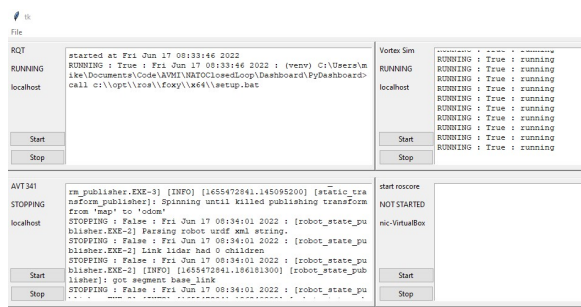 tk
File
RQT
RUNNING
localhost
Start
Stop
started at Fri Jun 17 08:33:46 2022
RUNNING : True : Fri Jun 17 08:33:46 2022 : (venv) C:\Users\m
ike\Documents\Code\AVMI\NATOClosedLoop\Dashboard\PyDashboard>
call c:\\opt\\ros\\foxy\\x64\\setup.bat
Vortex Sim
RUNNING
localhost
Start
Stop
RUNNING : True : running
RUNNING : True : running
RUNNING : True : running
RUNNING : True : running
RUNNING : True : running
RUNNING : True : running
RUNNING : True : running
RUNNING : True : running
RUNNING : True : running
RUNNING : True : running
AVT 341
STOPPING
localhost
Start
Stop
rm_publisher.EXE-3] [INFO] [1655472841.145095200] [static_tra
nsform_publisher]: Spinning until killed publishing transform
from 'map' to 'odom'
STOPPING : False : Fri Jun 17 08:34:01 2022 : [robot_state_pu
blisher.EXE-2] Parsing robot urdf xml string.
STOPPING : False : Fri Jun 17 08:34:01 2022 : [robot_state_pu
blisher.EXE-2] Link lidar had 0 children
STOPPING : False : Fri Jun 17 08:34:01 2022 : [robot_state_pu
blisher.EXE-2] [INFO] [1655472841.186181300] [robot_state_pub
lisher]: got segment base_link
STOPPING : False : Fri Jun 17 08:34:01 2022 : [robot_state_pu
start roscore
NOT STARTED
nic-VirtualBox
Start
Stop